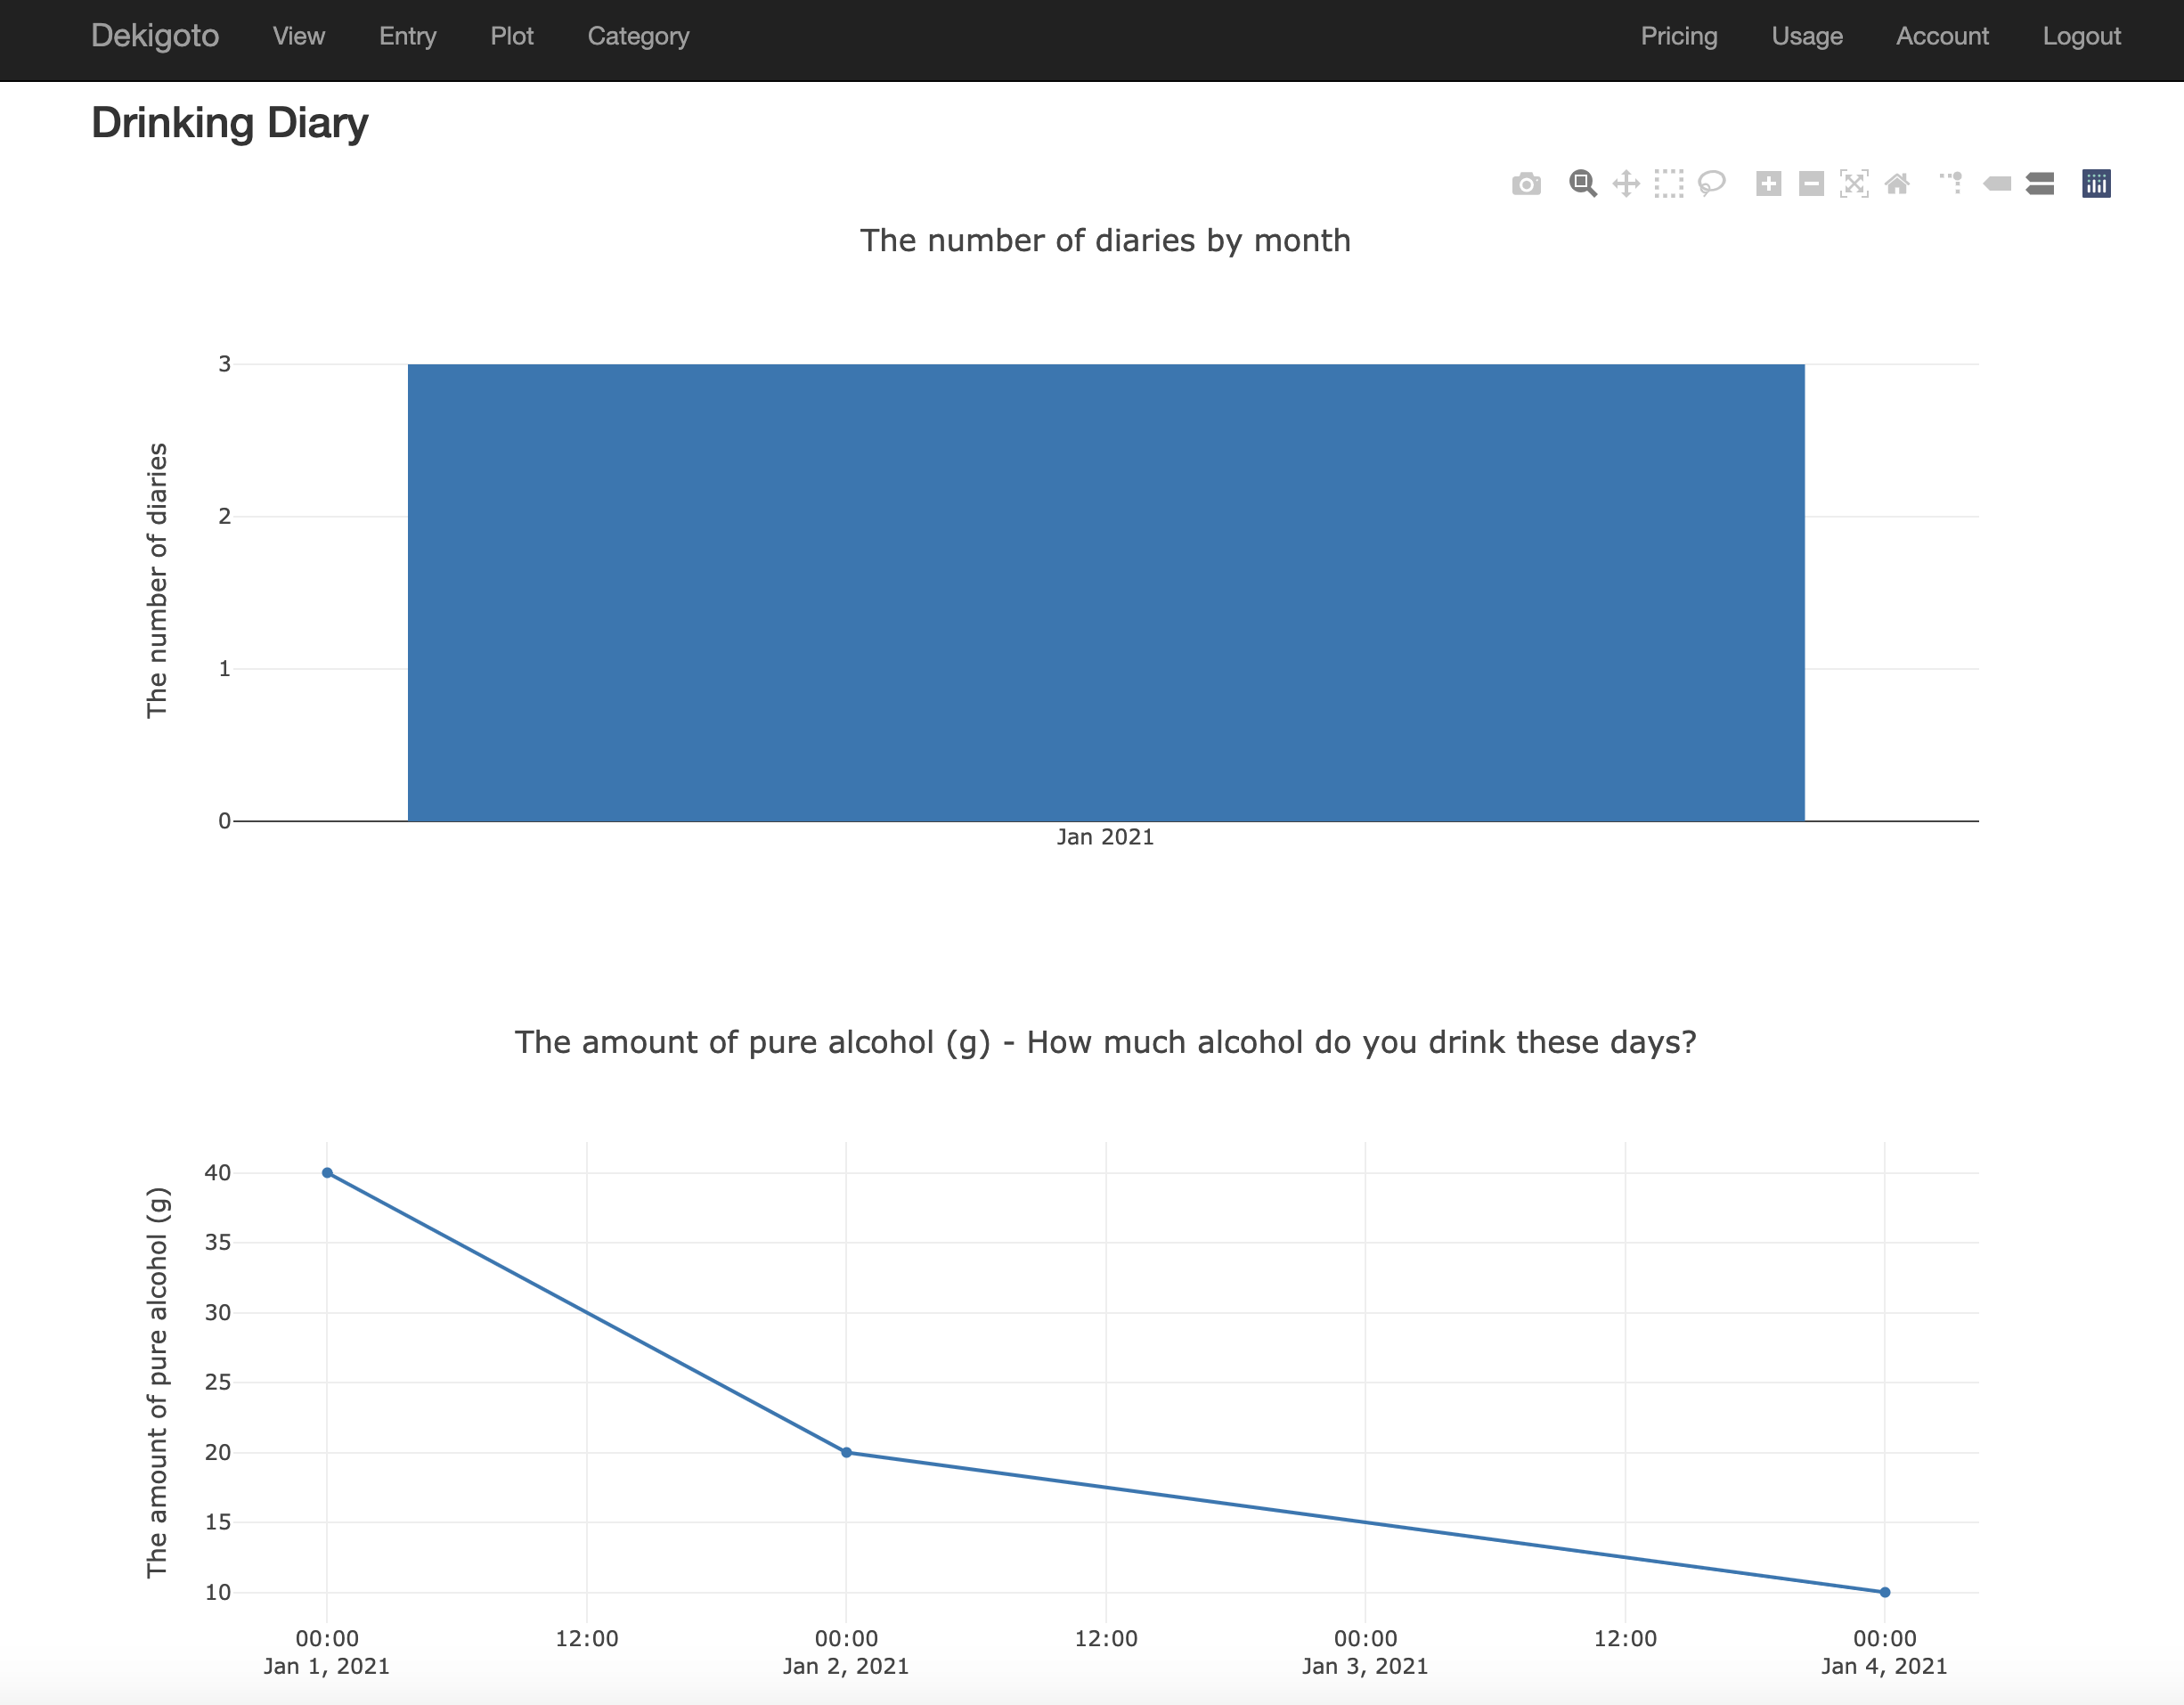 Dekigoto View Entry Plot Category Pricing Usage Account Logout
Drinking Diary
The number of diaries by month
The number of diaries
3
2
1
0
Jan 2021
The amount of pure alcohol (g) - How much alcohol do you drink these days?
The amount of pure alcohol (g)
40
35
30
25
20
15
10
00:00 12:00 00:00 12:00 00:00 12:00 00:00
Jan 1, 2021 Jan 2, 2021 Jan 3, 2021 Jan 4, 2021